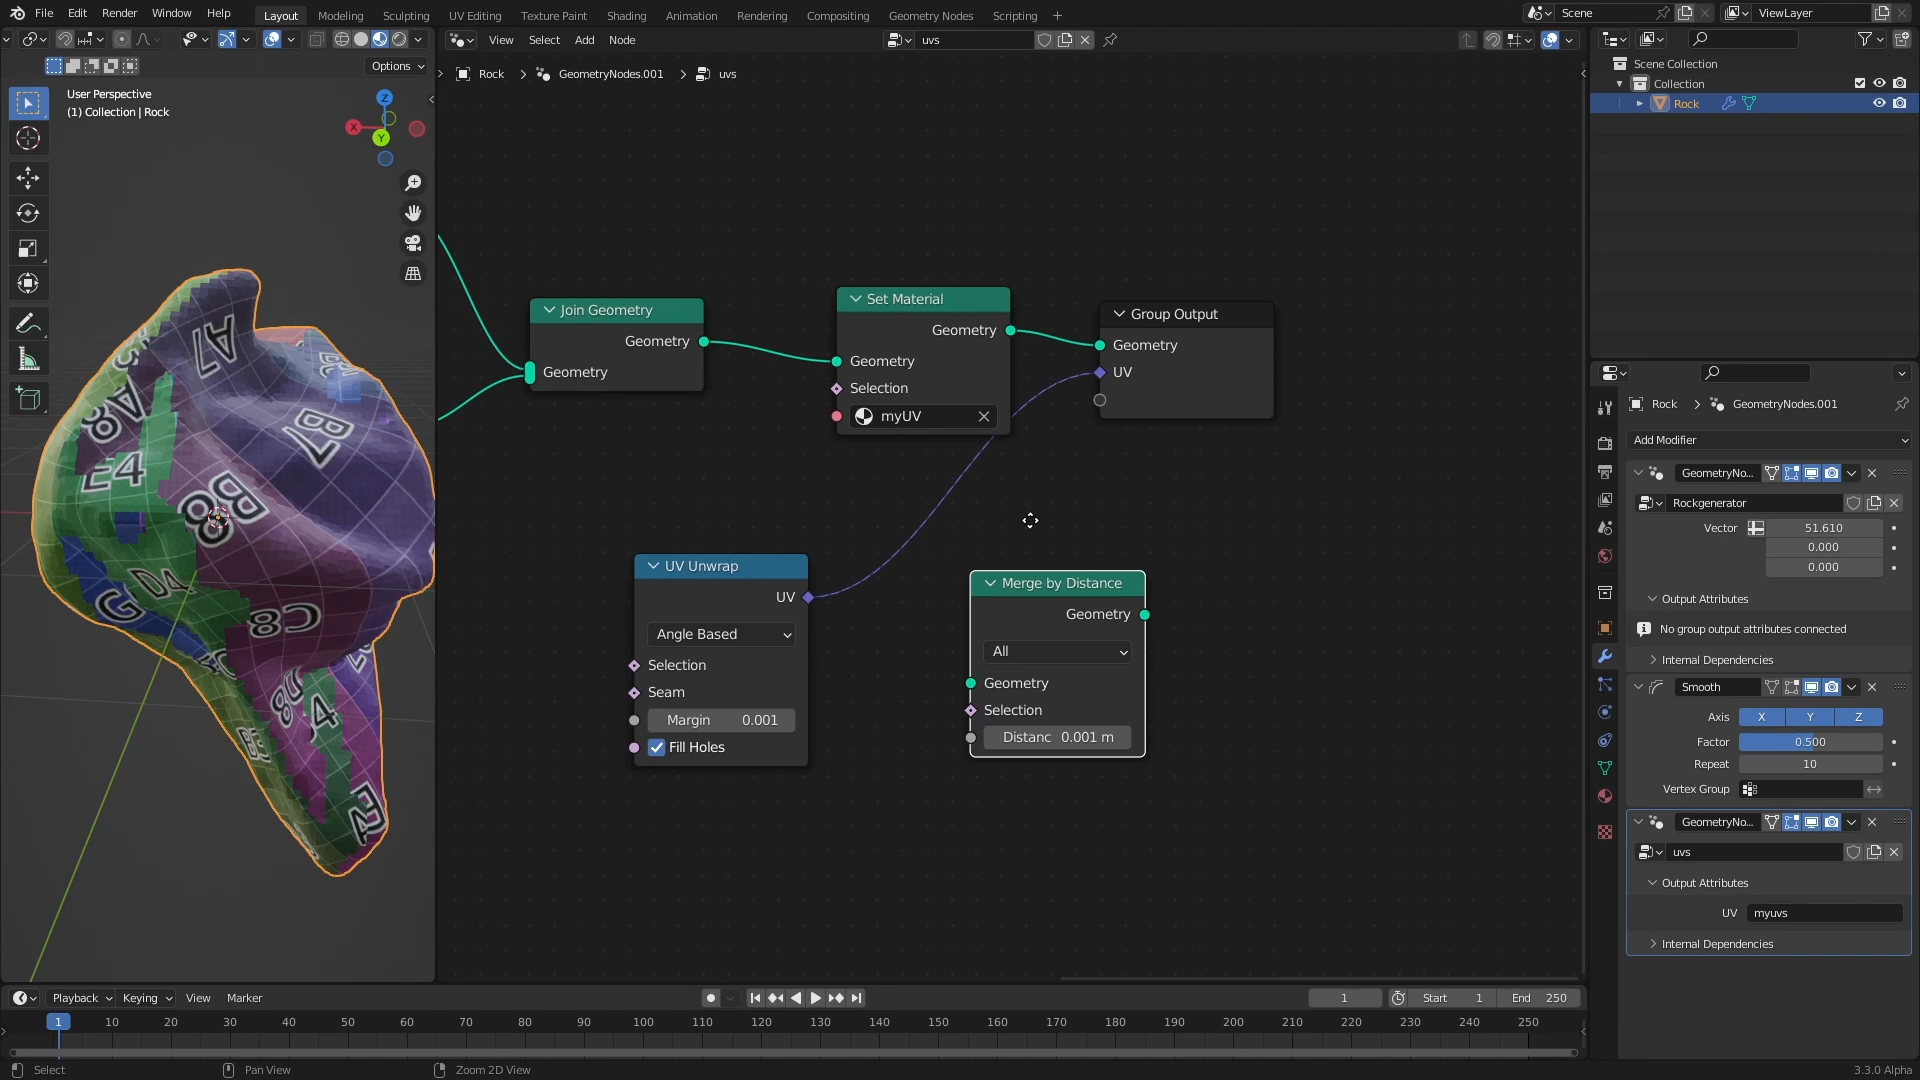 File Edit Render Window Help Layout Modeling Sculpting UV Editing Texture Paint Shading Animation Rendering Compositing Geometry Nodes Scripting + Scene ViewLayer
View Select Add Node uvs
Options
Rock > GeometryNodes.001 > uvs
User Perspective
(1) Collection | Rock
Z
X
Y
A7
A8
B7
E4
B8
D4
G
C8
Join Geometry
Geometry
Geometry
Set Material
Geometry
Geometry
Selection
myUV
Group Output
Geometry
UV
UV Unwrap
UV
Angle Based
Selection
Seam
Margin 0.001
Fill Holes
Merge by Distance
Geometry
All
Geometry
Selection
Distanc 0.001 m
Scene Collection
Collection
Rock
Rock > GeometryNodes.001
Add Modifier
GeometryNo...
Rockgenerator
Vector 51.610
0.000
0.000
Output Attributes
No group output attributes connected
Internal Dependencies
Smooth
Axis X Y Z
Factor 0.500
Repeat 10
Vertex Group
GeometryNo...
uvs
Output Attributes
UV myuvs
Internal Dependencies
Playback Keying View Marker 1 Start 1 End 250
1 10 20 30 40 50 60 70 80 90 100 110 120 130 140 150 160 170 180 190 200 210 220 230 240 250
Select Pan View Zoom 2D View 3.3.0 Alpha